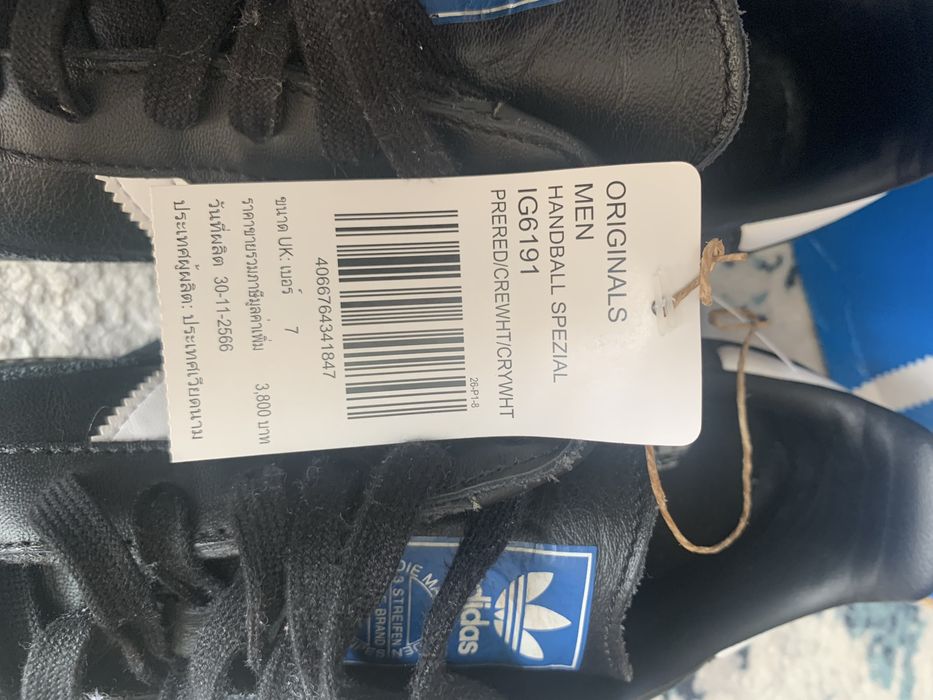 ORIGINALS
MEN
HANDBALL SPEZIAL
IG6191
PRERED/CREWHT/CRYWHT
26-P1-8
4066764341847
ขนาด UK: เบอร์ 7
ราคาขายรวมภาษีมูลค่าเพิ่ม 3,800 บาท
วันที่ผลิต 30-11-2566
ประเทศผู้ผลิต: ประเทศเวียดนาม
adidas
DIE MA
STREIFEN
BRAND